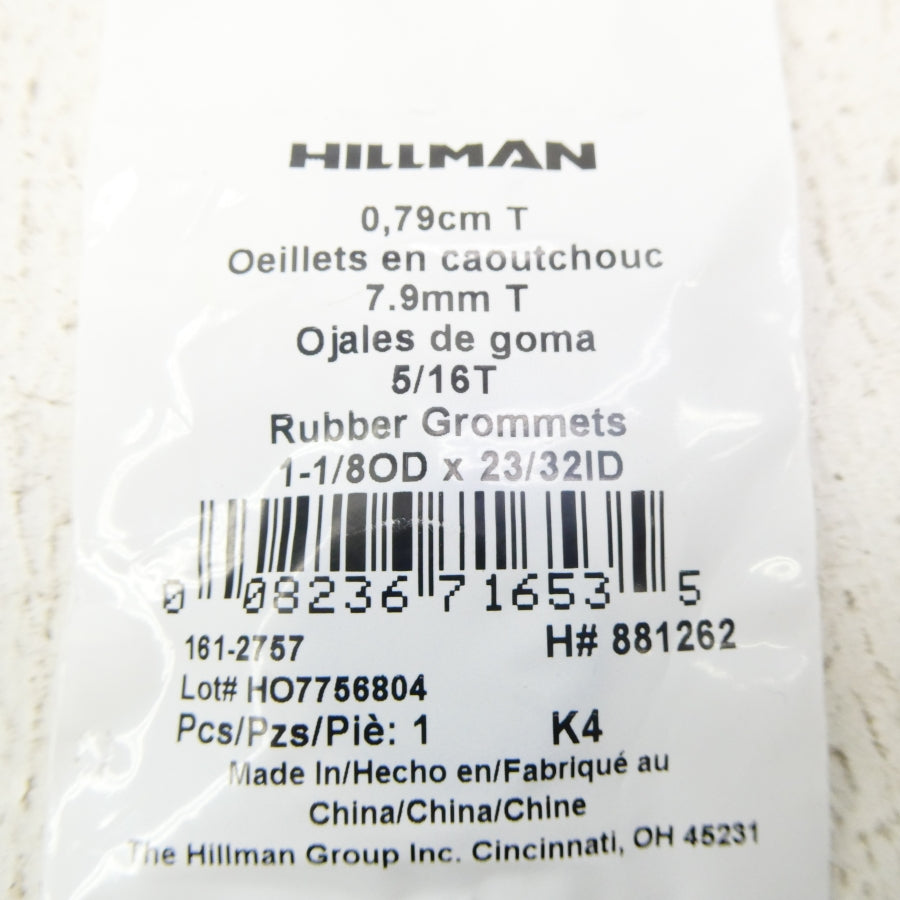 HILLMAN
0,79cm T
Oeillets en caoutchouc
7.9mm T
Ojales de goma
5/16T
Rubber Grommets
1-1/8OD x 23/32ID
0 08236 71653 5
161-2757 H# 881262
Lot# HO7756804
Pcs/Pzs/Piè: 1 K4
Made In/Hecho en/Fabriqué au
China/China/Chine
The Hillman Group Inc. Cincinnati, OH 45231